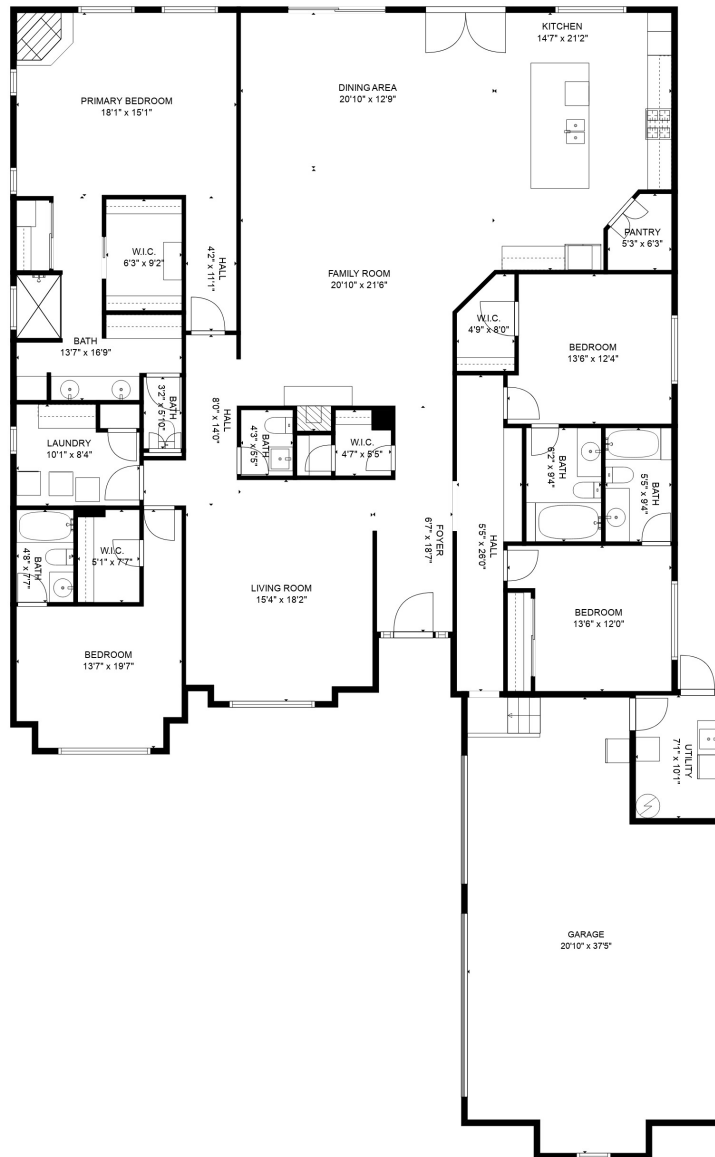 KITCHEN
14'7" x 21'2"
PRIMARY BEDROOM
18'1" x 15'1"
DINING AREA
20'10" x 12'9"
PANTRY
5'3" x 6'3"
W.I.C.
6'3" x 9'2"
HALL
4'2" x 11'1"
FAMILY ROOM
20'10" x 21'6"
W.I.C.
4'9" x 8'0"
BATH
13'7" x 16'9"
BEDROOM
13'6" x 12'4"
BATH
3'2" x 5'10"
HALL
8'0" x 14'0"
BATH
4'3" x 5'5"
W.I.C.
4'7" x 5'5"
LAUNDRY
10'1" x 8'4"
BATH
6'2" x 9'4"
BATH
5'5" x 9'4"
FOYER
6'7" x 18'7"
HALL
5'5" x 26'0"
BATH
4'8" x 7'7"
W.I.C.
5'1" x 7'7"
LIVING ROOM
15'4" x 18'2"
BEDROOM
13'6" x 12'0"
BEDROOM
13'7" x 19'7"
UTILITY
7'1" x 10'1"
GARAGE
20'10" x 37'5"